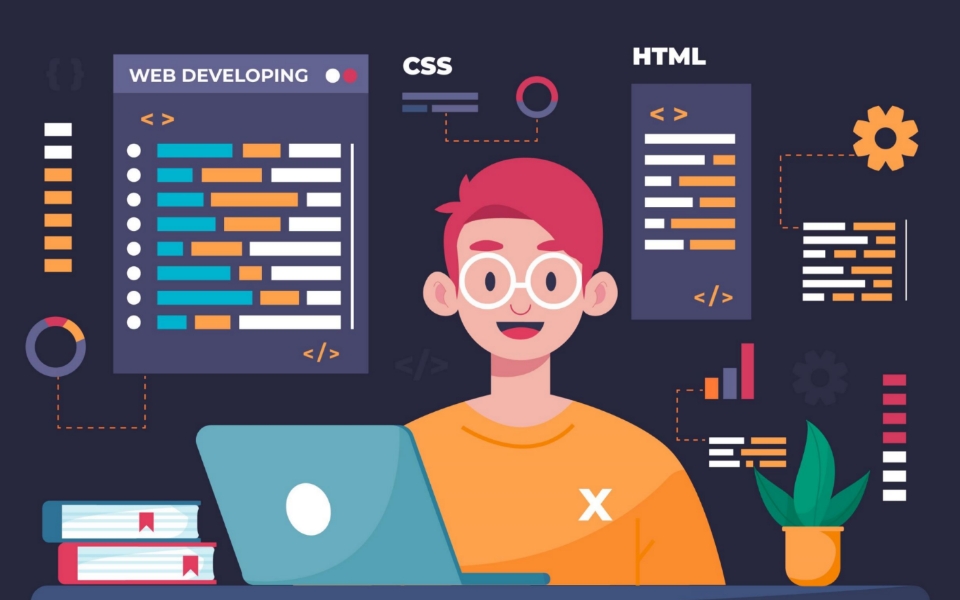 WEB DEVELOPING
CSS
HTML
< >
< >
</>
</>
</>
{ }
X